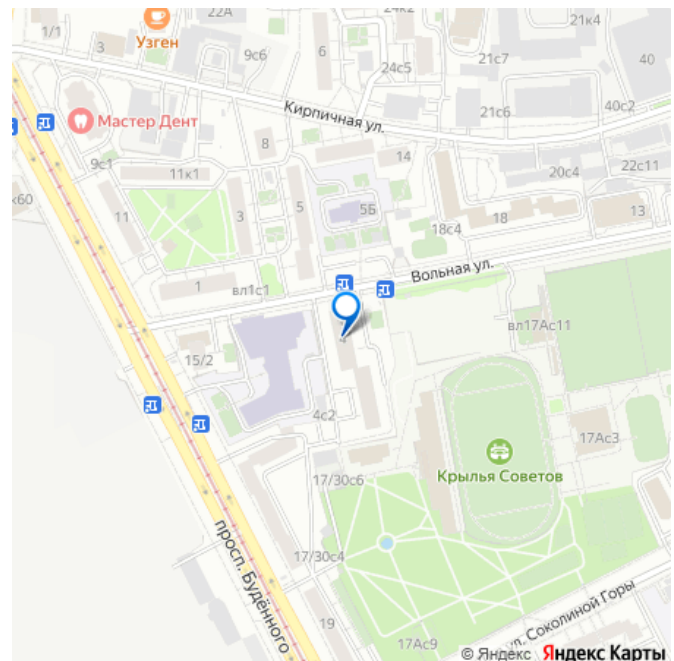 22А
24к2
21к4
1/1
3
Узген
9с6
6
21с7
40
24с5
21с6
40с2
Мастер Дент
Кирпичная ул.
9с1
8
14
11к1
20с4
22с11
к60
11
3
5
5Б
18
13
18с4
Вольная ул.
1
вл1с1
вл17Ас11
15/2
4с2
17Ас3
Крылья Советов
17/30с6
просп. Будённого
17/30с4
19
17Ас9
ул. Соколиной Горы
© Яндекс Яндекс Карты